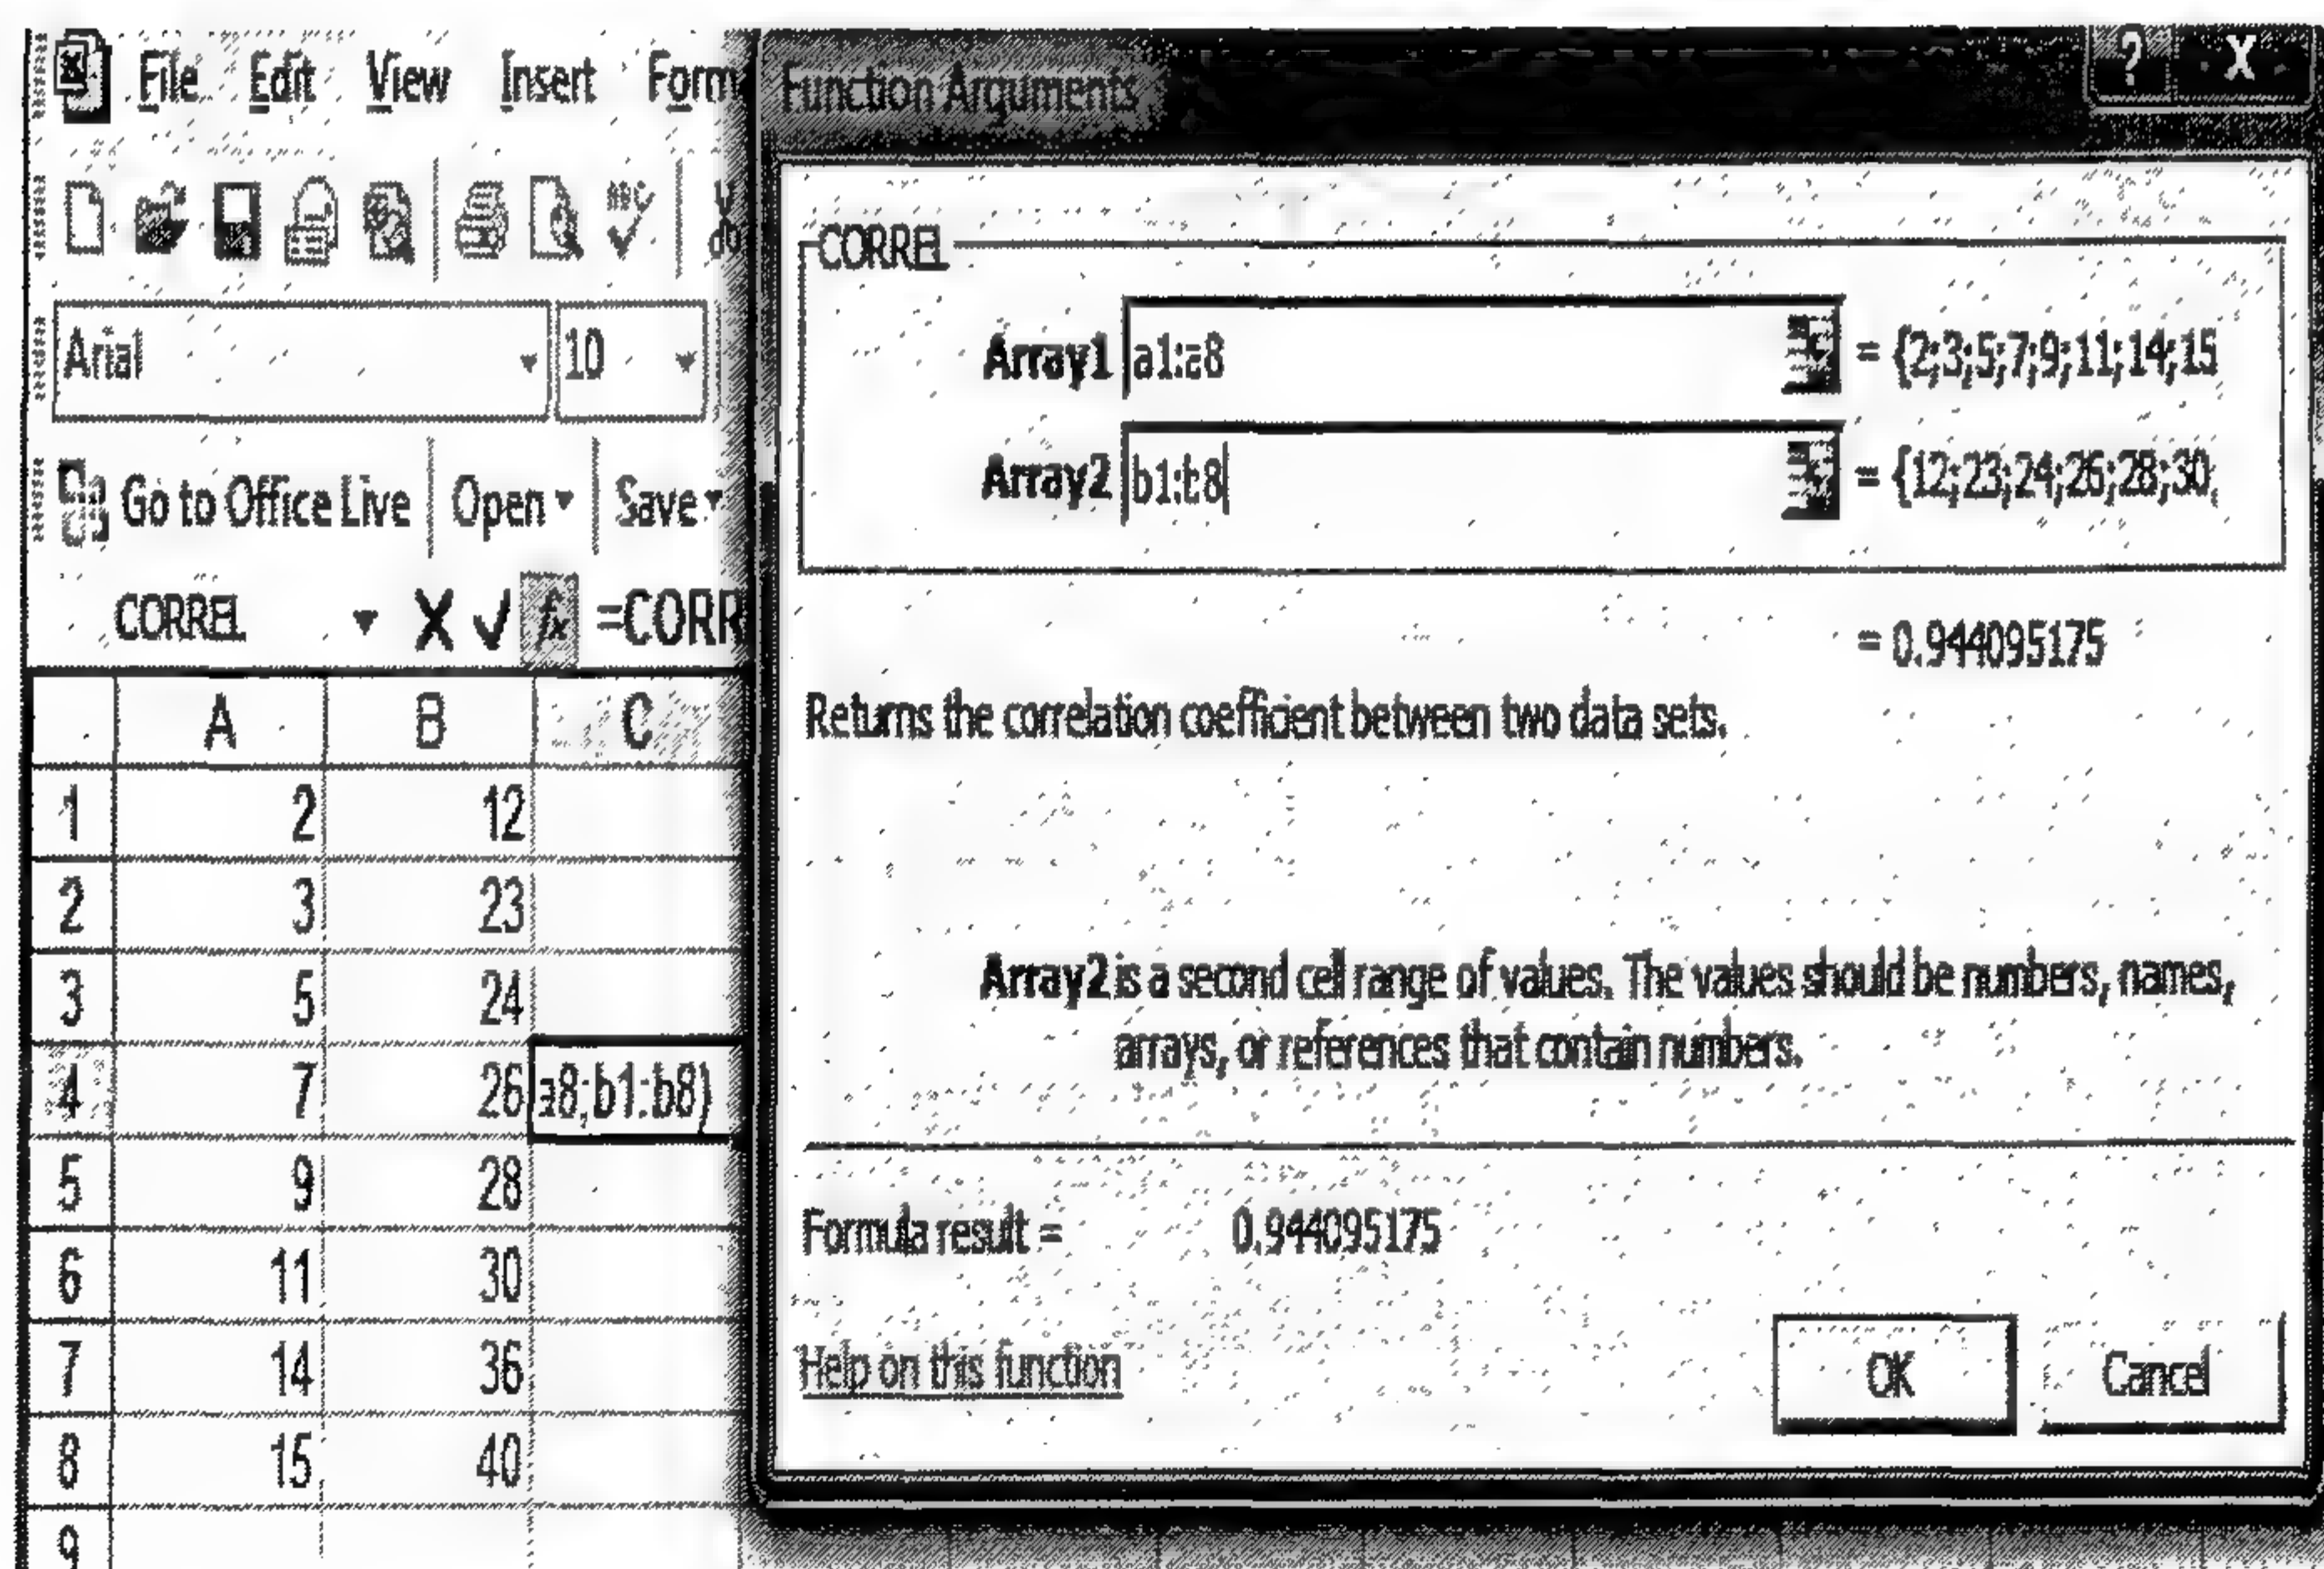 File Edit View Insert Form
Arial 10
Go to Office Live Open Save
CORREL =CORR
A B C
1 2 12
2 3 23
3 5 24
4 7 26 a8;b1:b8)
5 9 28
6 11 30
7 14 36
8 15 40
9
Function Arguments ? X
CORREL
Array1 a1:a8 = {2;3;5;7;9;11;14;15
Array2 b1:b8 = {12;23;24;26;28;30;
= 0.944095175
Returns the correlation coefficient between two data sets.
Array2 is a second cell range of values. The values should be numbers, names,
arrays, or references that contain numbers.
Formula result = 0.944095175
Help on this function
OK Cancel